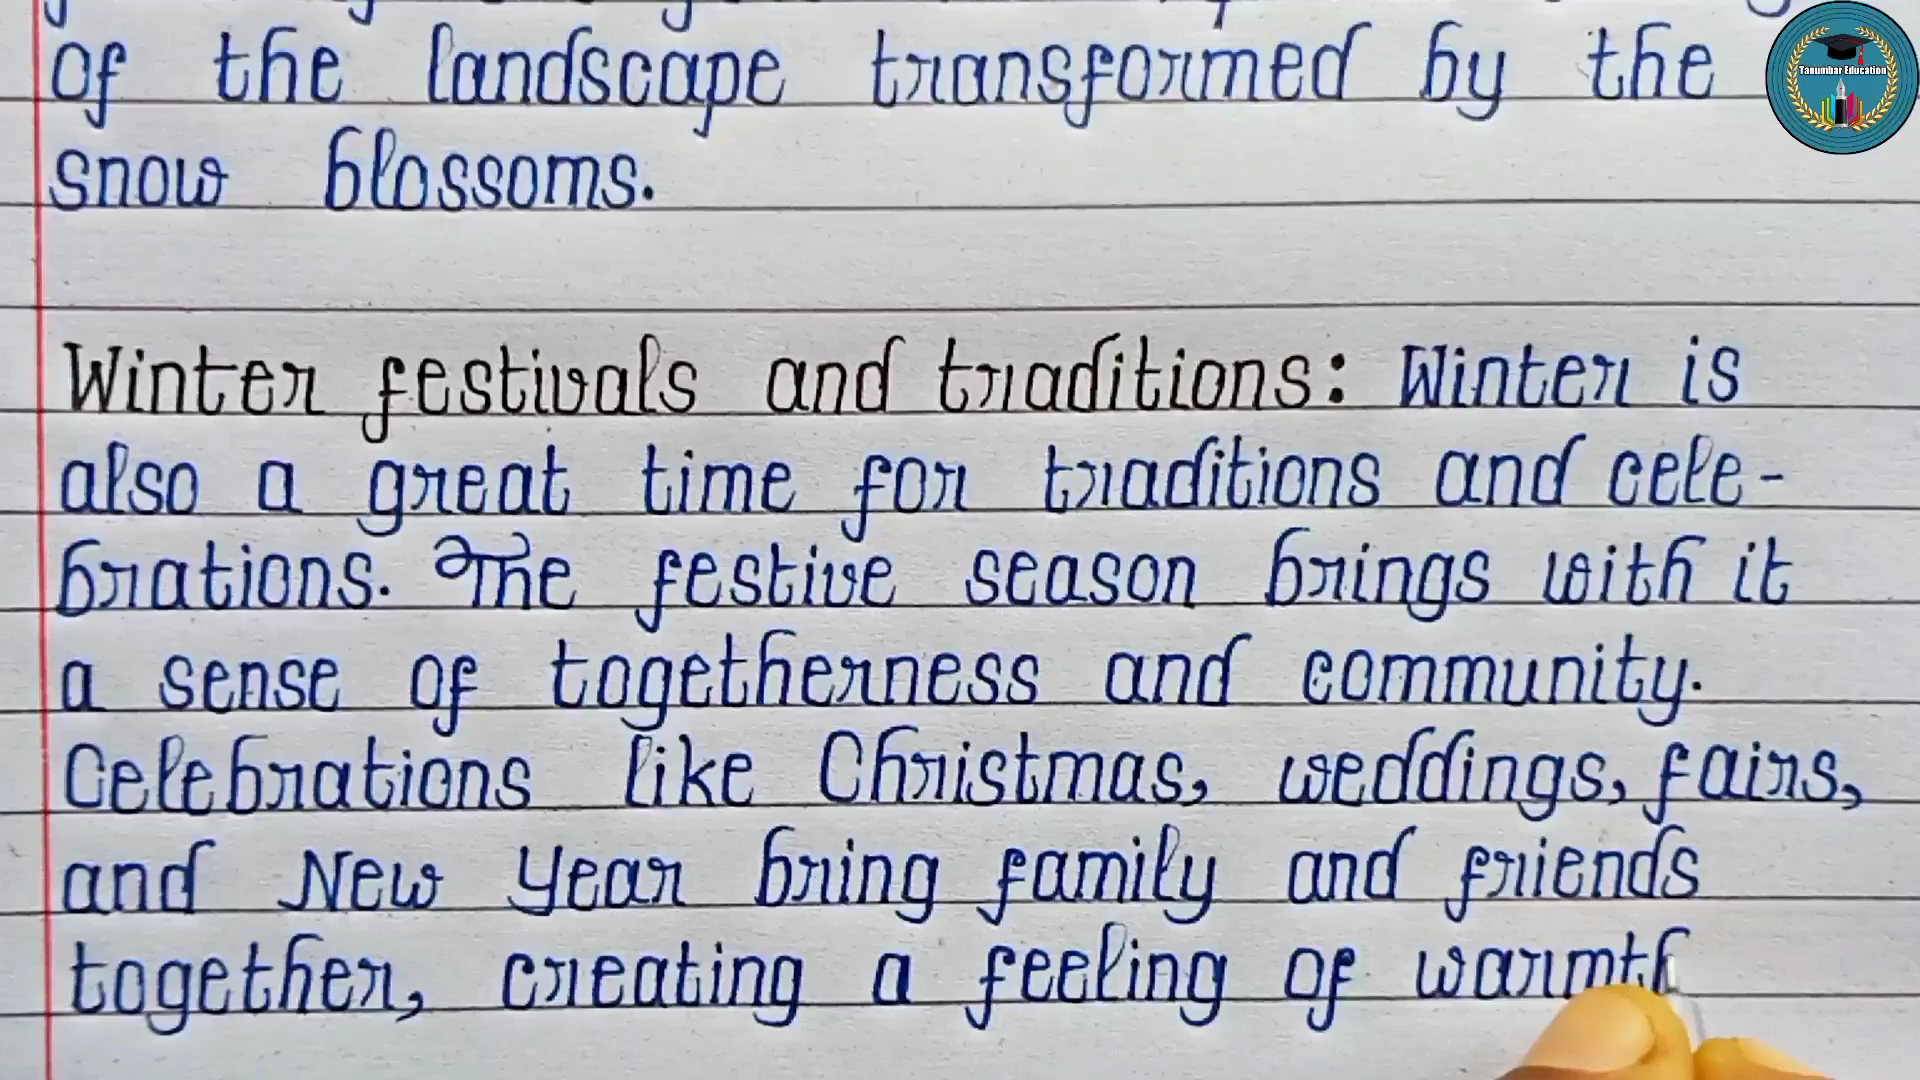 of the landscape transformed by the
snow blossoms.
Winter festivals and traditions: Winter is
also a great time for traditions and cele-
brations. The festive season brings with it
a sense of togetherness and community.
Celebrations like Christmas, weddings, fairs,
and New Year bring family and friends
together, creating a feeling of warmth
Tanumbar Education